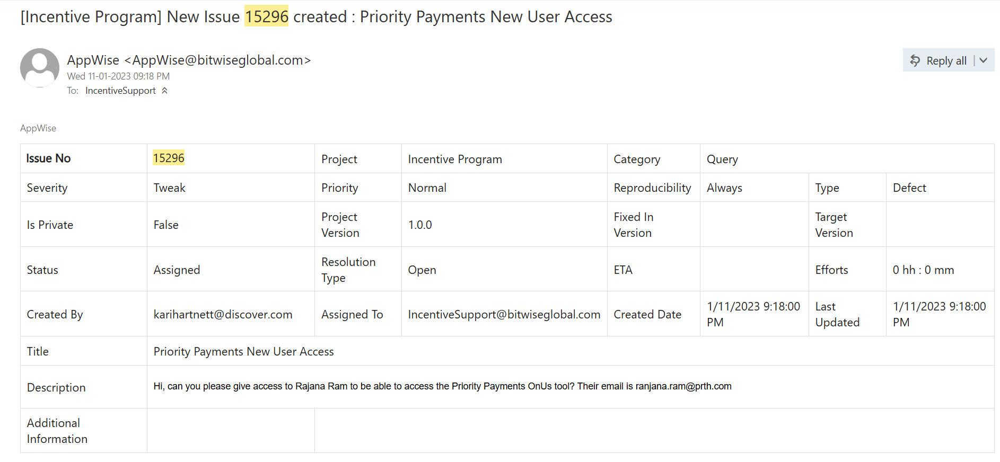 [Incentive Program] New Issue 15296 created : Priority Payments New User Access
AppWise <AppWise@bitwiseglobal.com>
Reply all
Wed 11-01-2023 09:18 PM
To: IncentiveSupport
AppWise
Issue No 15296 Project Incentive Program Category Query
Severity Tweak Priority Normal Reproducibility Always Type Defect
Is Private False Project Version 1.0.0 Fixed In Version Target Version
Status Assigned Resolution Type Open ETA Efforts 0 hh : 0 mm
Created By karihartnett@discover.com Assigned To IncentiveSupport@bitwiseglobal.com Created Date 1/11/2023 9:18:00 PM Last Updated 1/11/2023 9:18:00 PM
Title Priority Payments New User Access
Description Hi, can you please give access to Rajana Ram to be able to access the Priority Payments OnUs tool? Their email is ranjana.ram@prth.com
Additional Information